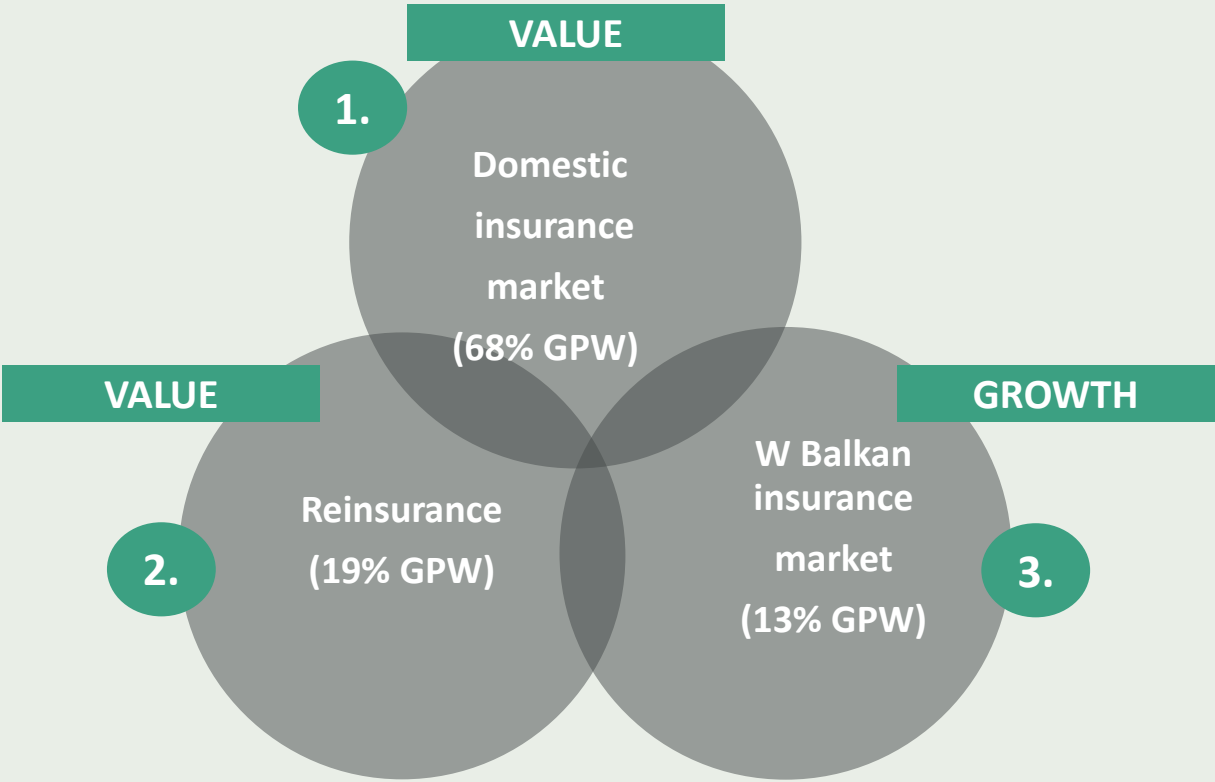 VALUE
1.
Domestic
insurance
market
(68% GPW)
VALUE
2.
Reinsurance
(19% GPW)
GROWTH
3.
W Balkan
insurance
market
(13% GPW)